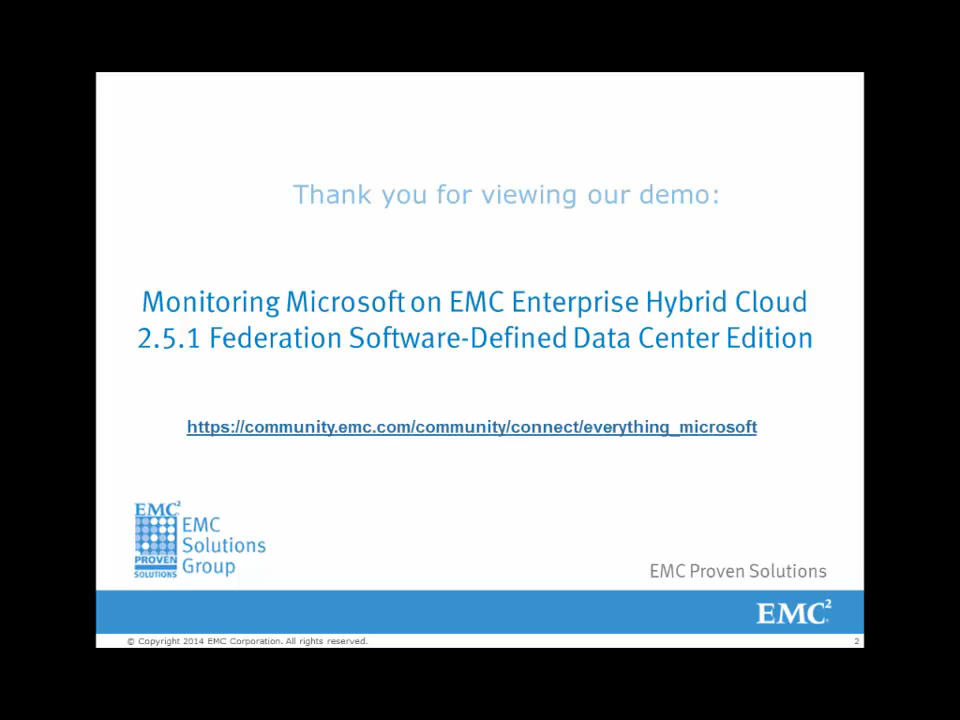 Thank you for viewing our demo:
Monitoring Microsoft on EMC Enterprise Hybrid Cloud
2.5.1 Federation Software-Defined Data Center Edition
https://community.emc.com/community/connect/everything_microsoft
EMC²
PROVEN
SOLUTIONS
EMC
Solutions
Group
EMC Proven Solutions
EMC²
© Copyright 2014 EMC Corporation. All rights reserved.
2